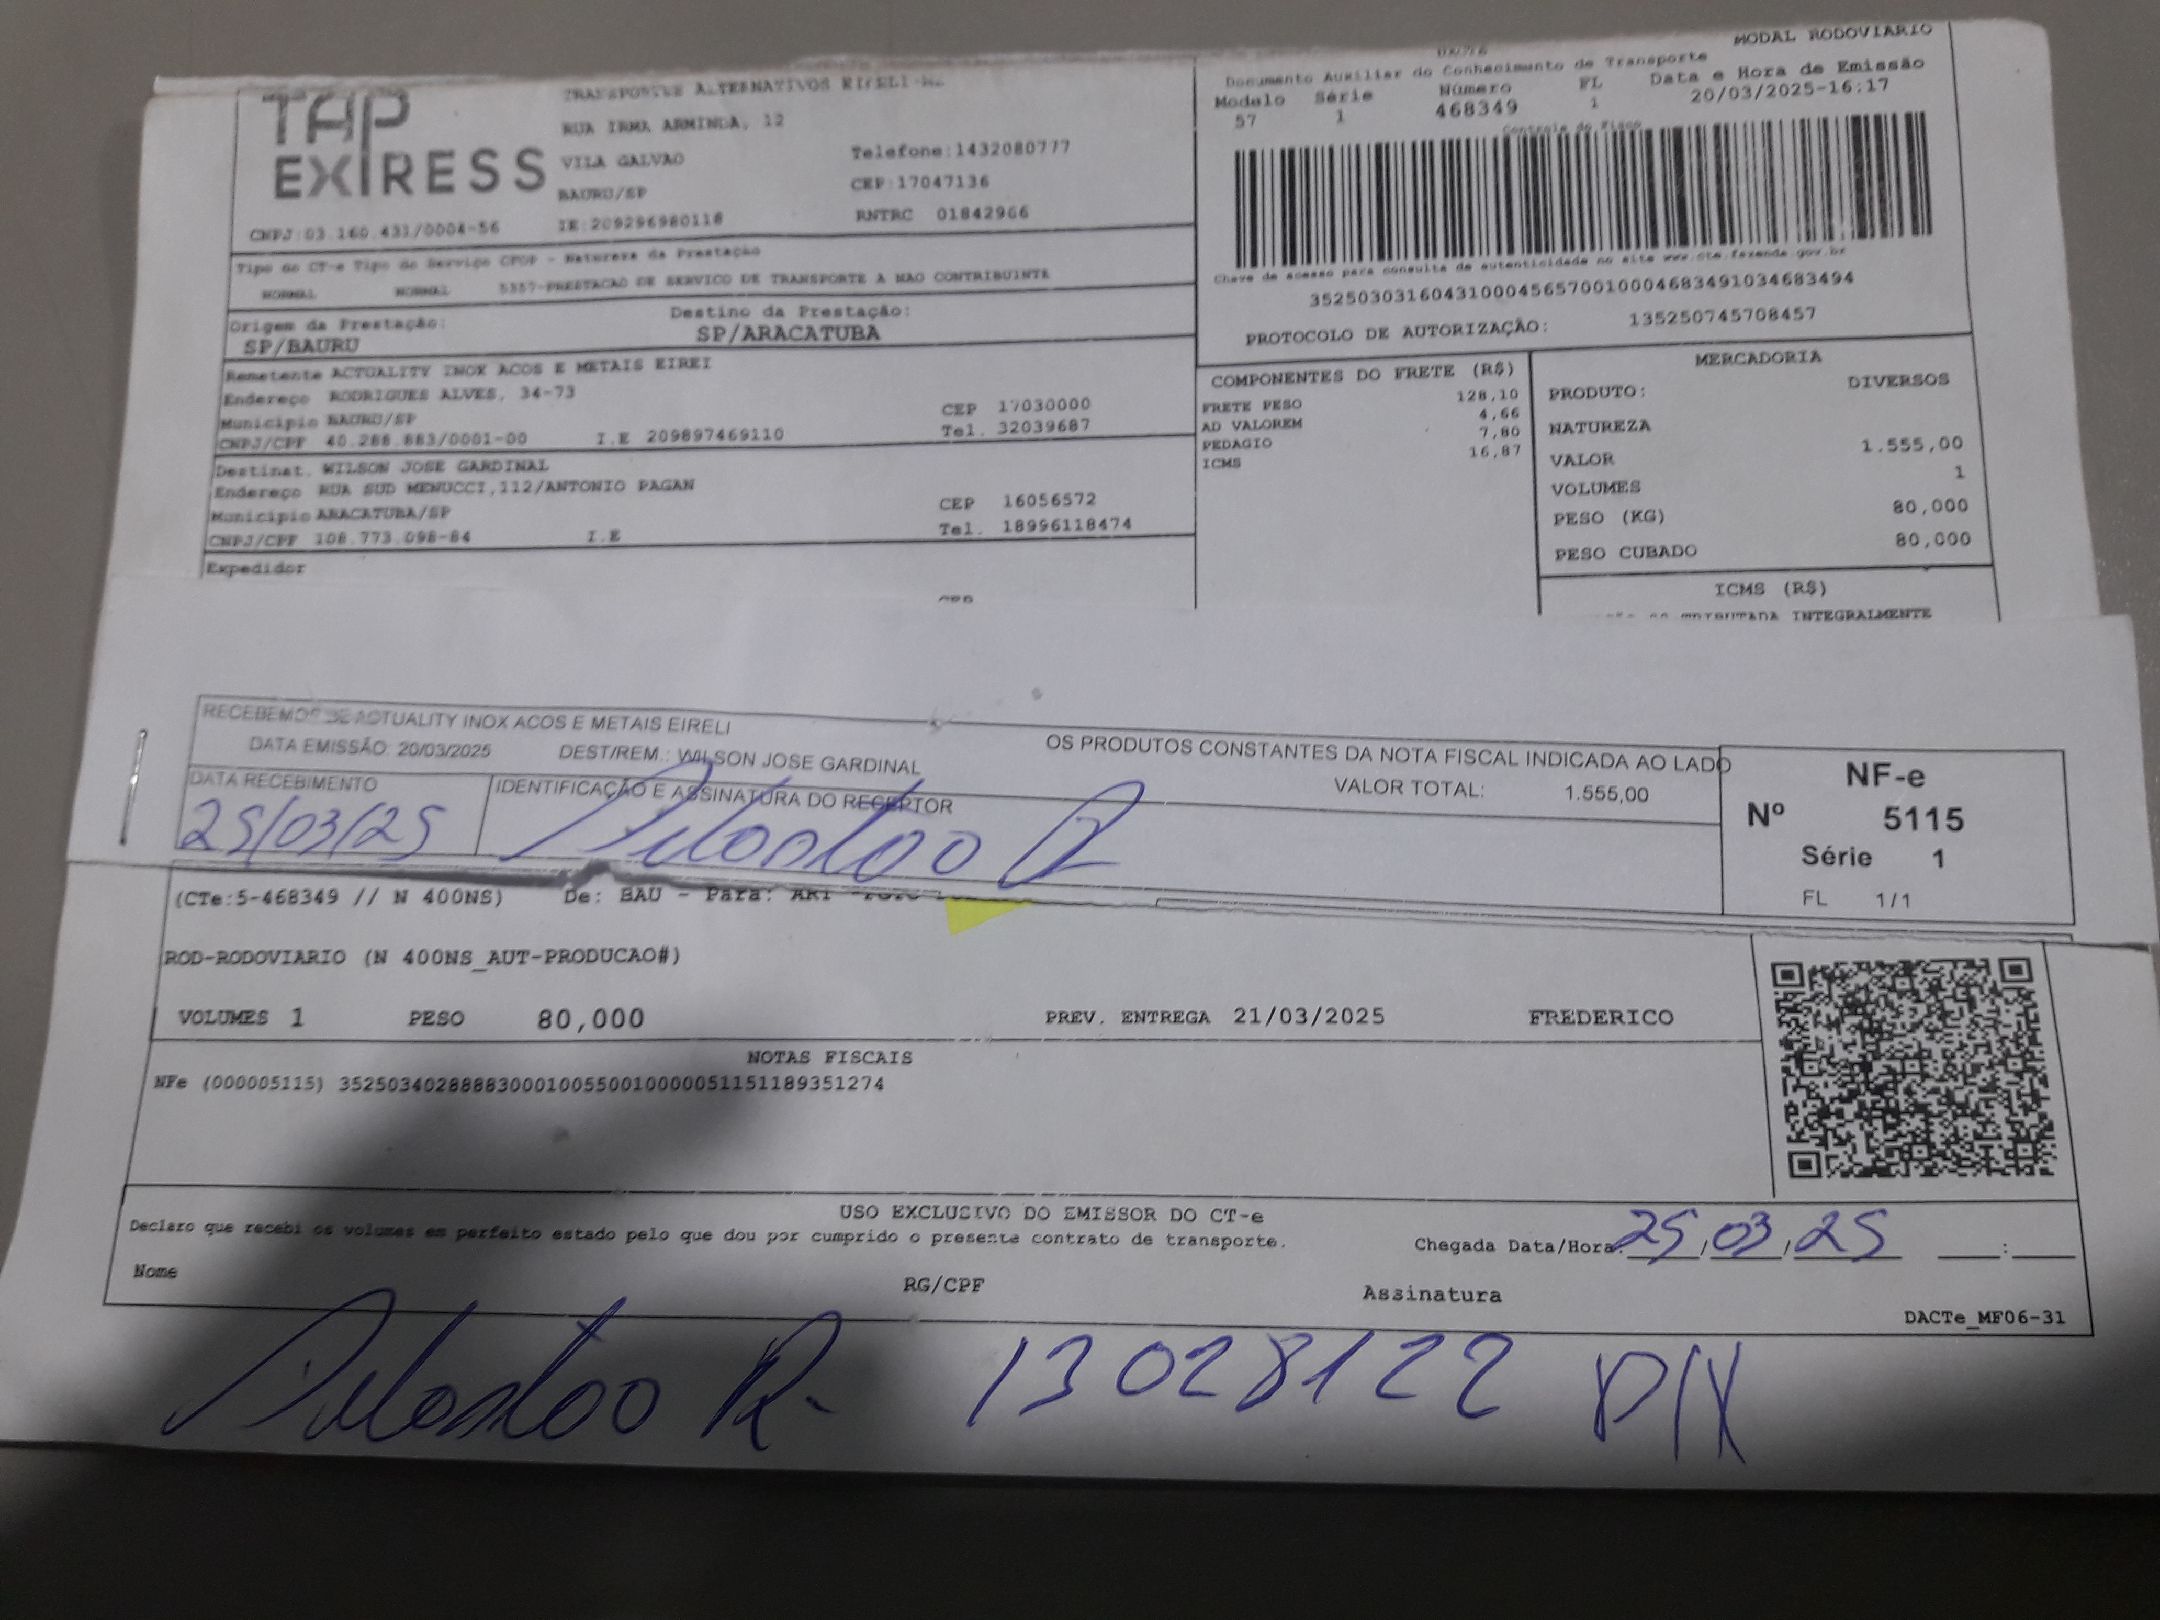 TAP
EXIRESS
TRANSPORTES ALTERNATIVOS EIRELI-ME
RUA IRMA ARMINDA, 12
VILA GALVAO
Telefone:1432080777
BAURU/SP
CEP:17047136
CNPJ:03.160.431/0004-56 IE:209296980118 RNTRC 01842966
Tipo do CT-e Tipo do Serviço CFOP - Natureza da Prestação
NORMAL NORMAL 5357-PRESTACAO DE SERVICO DE TRANSPORTE A NAO CONTRIBUINTE
Origem da Prestação: Destino da Prestação:
SP/BAURU SP/ARACATUBA
Remetente ACTUALITY INOX ACOS E METAIS EIREI
Endereço RODRIGUES ALVES, 34-73
Município BAURU/SP CEP 17030000
CNPJ/CPF 40.288.883/0001-00 I.E 209897469110 Tel. 32039687
Destinat. WILSON JOSE GARDINAL
Endereço RUA SUD MENUCCI,112/ANTONIO PAGAN
Município ARACATUBA/SP CEP 16056572
CNPJ/CPF 108.773.098-84 I.E Tel. 18996118474
Expedidor
MODAL RODOVIARIO
Documento Auxiliar do Conhecimento de Transporte
Modelo Série Número FL Data e Hora de Emissão
57 1 468349 1 20/03/2025-16:17
Controle do Fisco
Chave de acesso para consulta de autenticidade no site www.cte.fazenda.gov.br
35250303160431000456570010004683491034683494
PROTOCOLO DE AUTORIZAÇÃO: 135250745708457
COMPONENTES DO FRETE (R$)
FRETE PESO 128,10
AD VALOREM 4,66
PEDAGIO 7,80
ICMS 16,87
MERCADORIA
PRODUTO: DIVERSOS
NATUREZA
VALOR 1.555,00
VOLUMES 1
PESO (KG) 80,000
PESO CUBADO 80,000
ICMS (R$)
TRIBUTADA INTEGRALMENTE
RECEBEMOS DE ACTUALITY INOX ACOS E METAIS EIRELI OS PRODUTOS CONSTANTES DA NOTA FISCAL INDICADA AO LADO
DATA EMISSÃO: 20/03/2025 DEST/REM.: WILSON JOSE GARDINAL VALOR TOTAL: 1.555,00
DATA RECEBIMENTO IDENTIFICAÇÃO E ASSINATURA DO RECEPTOR
25/03/25
NF-e
Nº 5115
Série 1
FL 1/1
(CTe:5-468349 // N 400NS) De: BAU - Para:
ROD-RODOVIARIO (N 400NS_AUT-PRODUCAO#)
VOLUMES 1 PESO 80,000 PREV. ENTREGA 21/03/2025 FREDERICO
NOTAS FISCAIS
NFe (000005115) 35250340288883000100550010000051151189351274
USO EXCLUSIVO DO EMISSOR DO CT-e
Declaro que recebi os volumes em perfeito estado pelo que dou por cumprido o presente contrato de transporte.
Chegada Data/Hora: 25/03/25 :
Nome RG/CPF Assinatura
DACTe_MF06-31
13028122